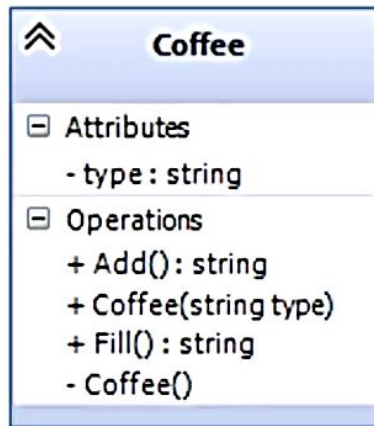 Coffee
Attributes
- type : string
Operations
+ Add() : string
+ Coffee(string type)
+ Fill() : string
- Coffee()